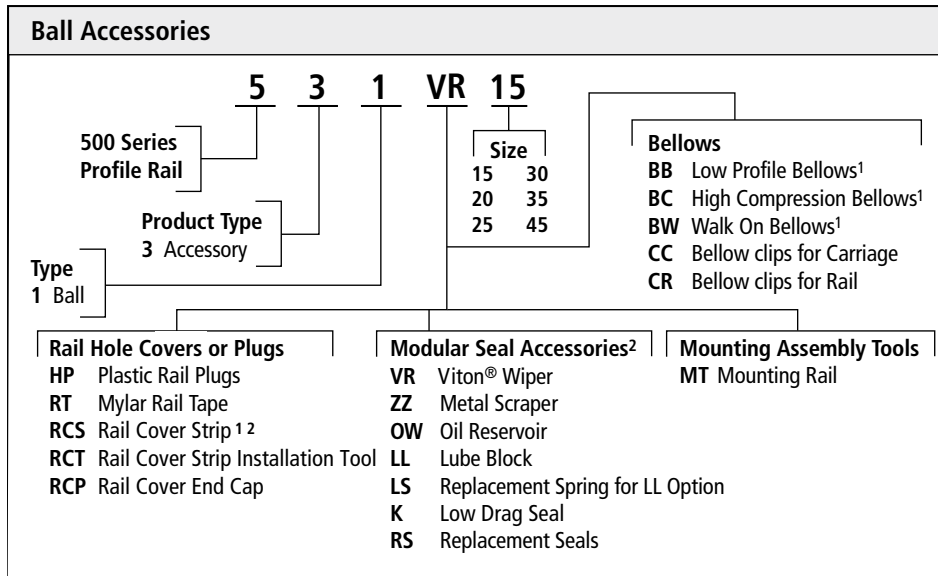 Ball Accessories
5 3 1 VR 15
500 Series
Profile Rail
Product Type
3 Accessory
Type
1 Ball
Size
15 30
20 35
25 45
Bellows
BB Low Profile Bellows¹
BC High Compression Bellows¹
BW Walk On Bellows¹
CC Bellow clips for Carriage
CR Bellow clips for Rail
Rail Hole Covers or Plugs
HP Plastic Rail Plugs
RT Mylar Rail Tape
RCS Rail Cover Strip ¹ ²
RCT Rail Cover Strip Installation Tool
RCP Rail Cover End Cap
Modular Seal Accessories²
VR Viton® Wiper
ZZ Metal Scraper
OW Oil Reservoir
LL Lube Block
LS Replacement Spring for LL Option
K Low Drag Seal
RS Replacement Seals
Mounting Assembly Tools
MT Mounting Rail